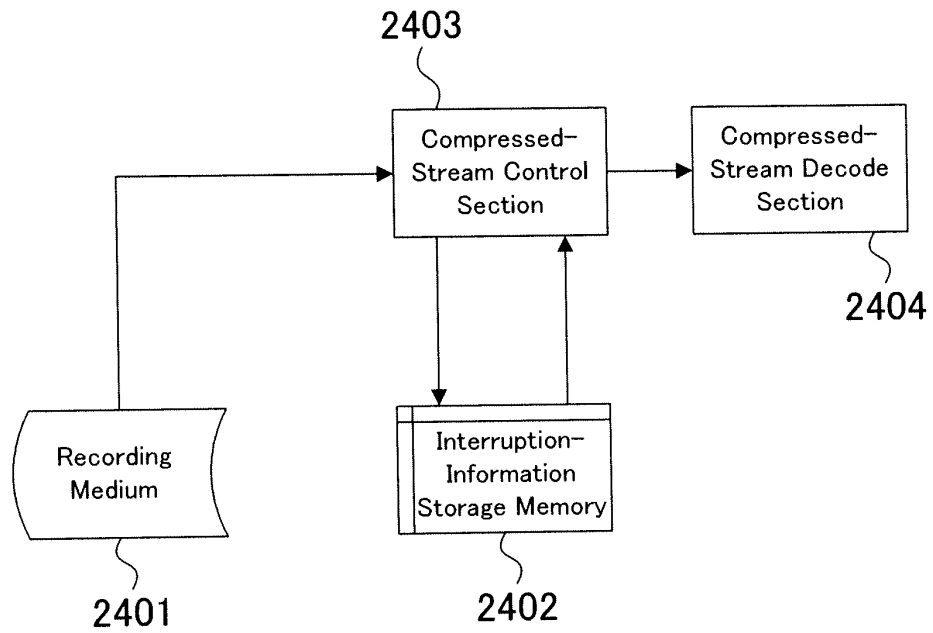 2403
Compressed-
Stream Control
Section
Compressed-
Stream Decode
Section
2404
Recording
Medium
Interruption-
Information
Storage Memory
2401
2402